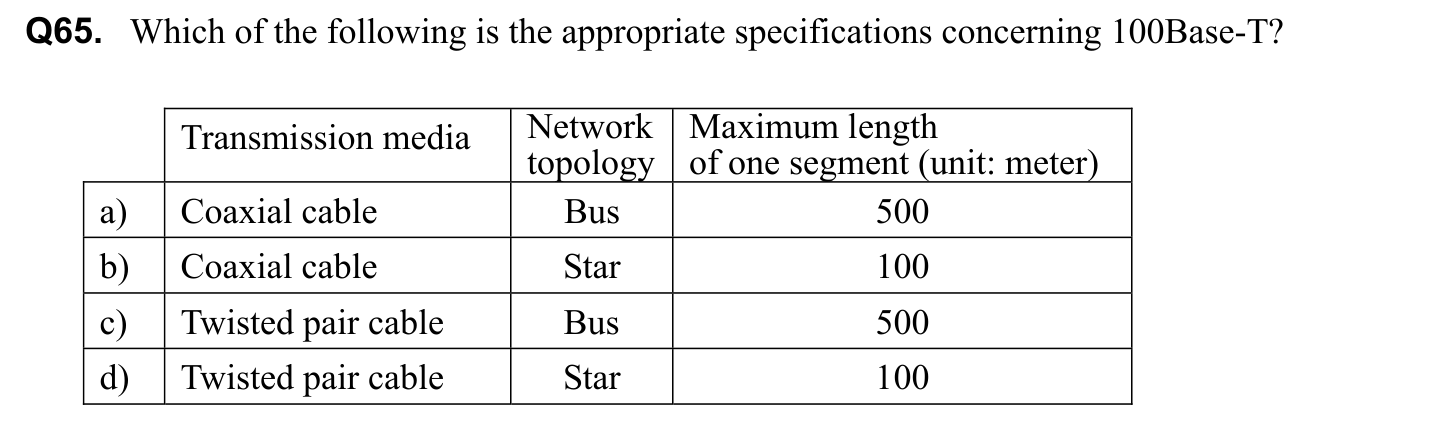 Q65. Which of the following is the appropriate specifications concerning 100Base-T?
Transmission media Network topology Maximum length of one segment (unit: meter)
a) Coaxial cable Bus 500
b) Coaxial cable Star 100
c) Twisted pair cable Bus 500
d) Twisted pair cable Star 100